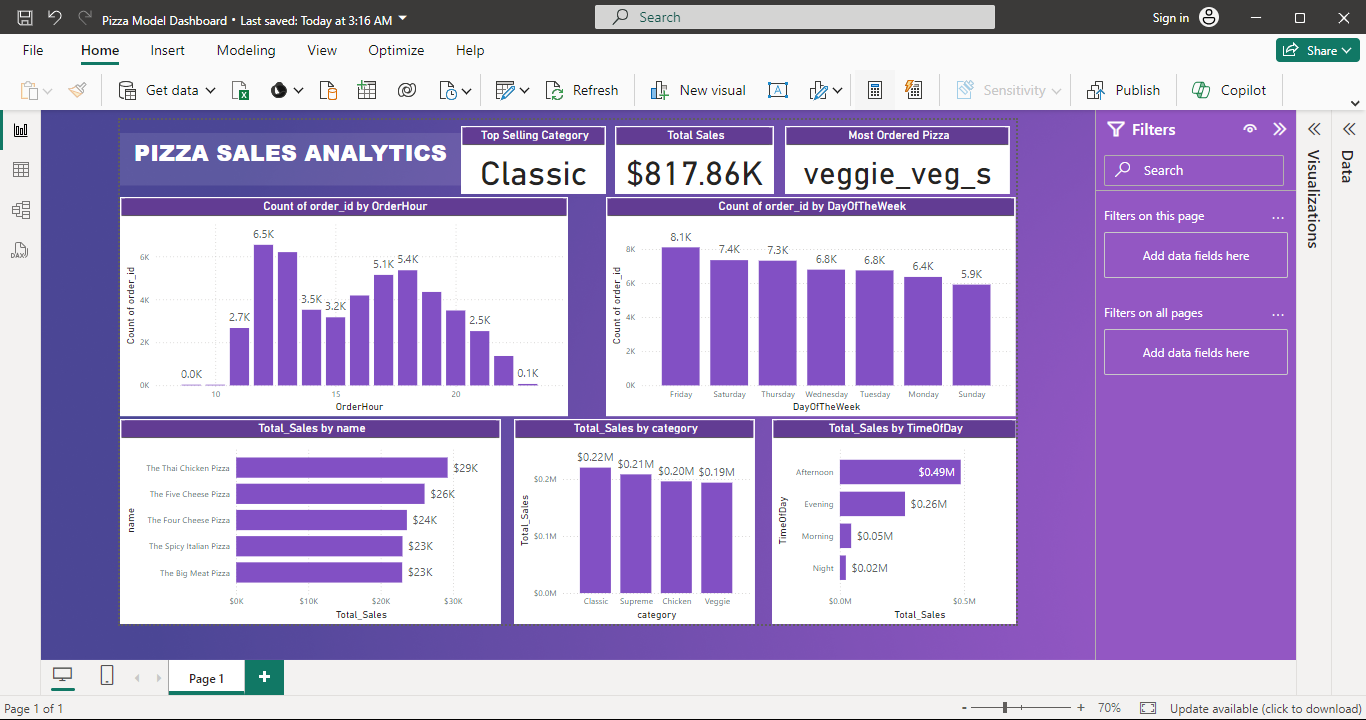 Pizza Model Dashboard • Last saved: Today at 3:16 AM
Search
Sign in
File Home Insert Modeling View Optimize Help
Share
Get data
Refresh
New visual
Sensitivity
Publish
Copilot
PIZZA SALES ANALYTICS
Top Selling Category
Classic
Total Sales
$817.86K
Most Ordered Pizza
veggie_veg_s
Count of order_id by OrderHour
Count of order_id
6K
4K
2K
0K
0.0K
2.7K
6.5K
3.5K
3.2K
5.1K
5.4K
2.5K
0.1K
10 15 20
OrderHour
Count of order_id by DayOfTheWeek
Count of order_id
8K
6K
4K
2K
0K
8.1K
7.4K
7.3K
6.8K
6.8K
6.4K
5.9K
Friday Saturday Thursday Wednesday Tuesday Monday Sunday
DayOfTheWeek
Total_Sales by name
name
The Thai Chicken Pizza $29K
The Five Cheese Pizza $26K
The Four Cheese Pizza $24K
The Spicy Italian Pizza $23K
The Big Meat Pizza $23K
$0K $10K $20K $30K
Total_Sales
Total_Sales by category
Total_Sales
$0.2M
$0.1M
$0.0M
$0.22M
$0.21M
$0.20M
$0.19M
Classic Supreme Chicken Veggie
category
Total_Sales by TimeOfDay
TimeOfDay
Afternoon $0.49M
Evening $0.26M
Morning $0.05M
Night $0.02M
$0.0M $0.5M
Total_Sales
Filters
Search
Filters on this page
...
Add data fields here
Filters on all pages
...
Add data fields here
Visualizations
Data
DAX
Page 1
+
Page 1 of 1
- + 70%
Update available (click to download)